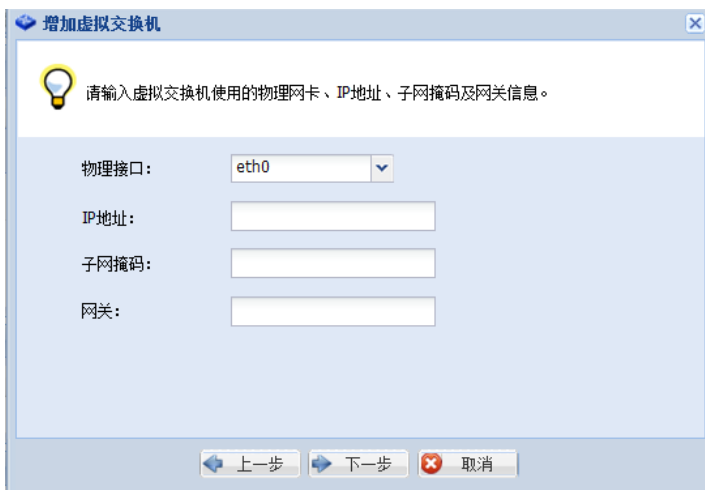 增加虚拟交换机
请输入虚拟交换机使用的物理网卡、IP地址、子网掩码及网关信息。
物理接口：
eth0
IP地址：
子网掩码：
网关：
上一步
下一步
取消